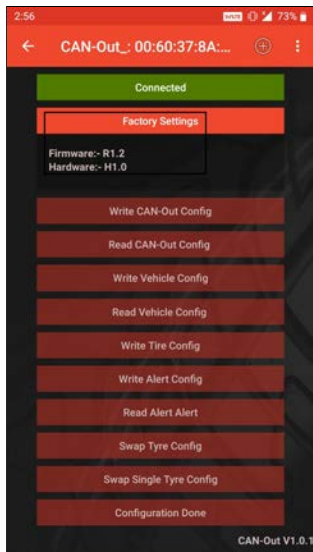 2:56
73%
CAN-Out_: 00:60:37:8A:...
Connected
Factory Settings
Firmware:- R1.2
Hardware:- H1.0
Write CAN-Out Config
Read CAN-Out Config
Write Vehicle Config
Read Vehicle Config
Write Tire Config
Write Alert Config
Read Alert Alert
Swap Tyre Config
Swap Single Tyre Config
Configuration Done
CAN-Out V1.0.1